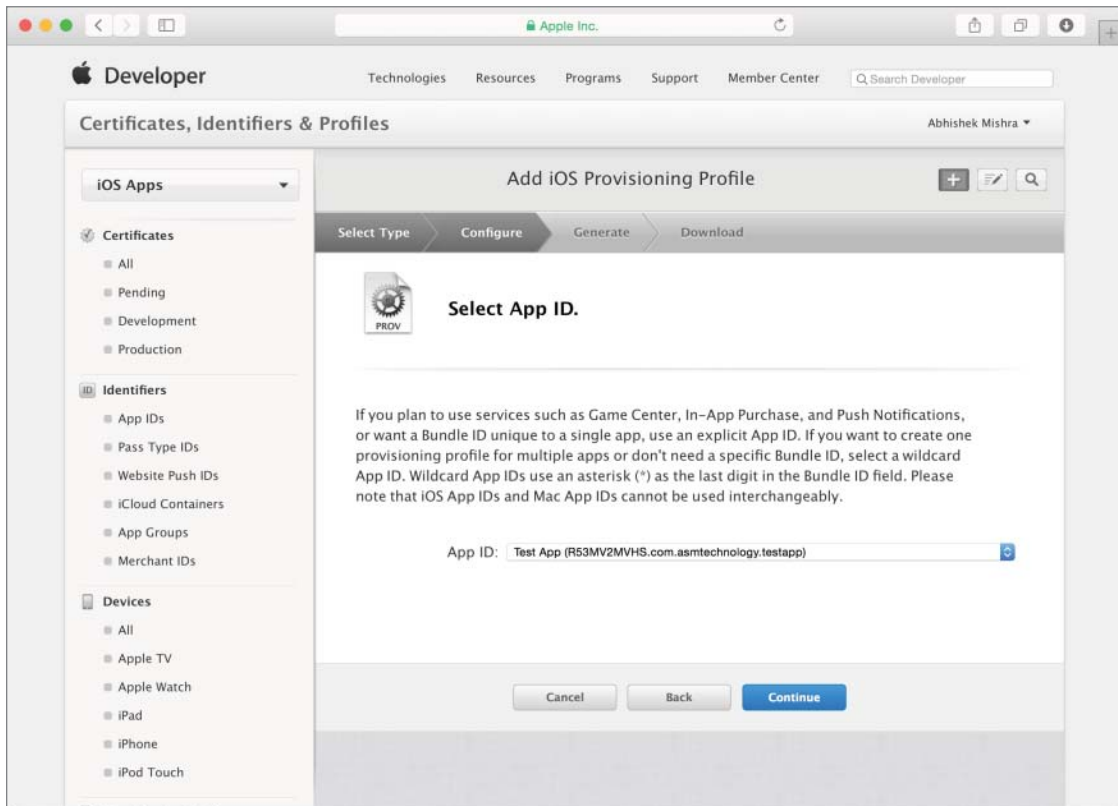 Apple Inc.
Developer
Technologies Resources Programs Support Member Center Search Developer
Certificates, Identifiers & Profiles
Abhishek Mishra
iOS Apps
Certificates
All
Pending
Development
Production
ID Identifiers
App IDs
Pass Type IDs
Website Push IDs
iCloud Containers
App Groups
Merchant IDs
Devices
All
Apple TV
Apple Watch
iPad
iPhone
iPod Touch
Add iOS Provisioning Profile
Select Type Configure Generate Download
PROV
Select App ID.
If you plan to use services such as Game Center, In-App Purchase, and Push Notifications,
or want a Bundle ID unique to a single app, use an explicit App ID. If you want to create one
provisioning profile for multiple apps or don't need a specific Bundle ID, select a wildcard
App ID. Wildcard App IDs use an asterisk (*) as the last digit in the Bundle ID field. Please
note that iOS App IDs and Mac App IDs cannot be used interchangeably.
App ID: Test App (R53MV2MVHS.com.asmtechnology.testapp)
Cancel Back Continue